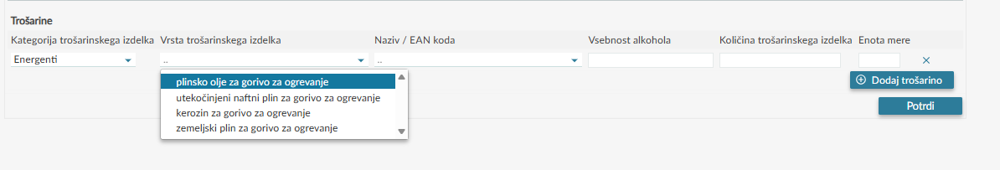 Trošarine
Kategorija trošarinskega izdelka Vrsta trošarinskega izdelka Naziv / EAN koda Vsebnost alkohola Količina trošarinskega izdelka Enota mere
Energenti .. ..
plinsko olje za gorivo za ogrevanje
utekočinjeni naftni plin za gorivo za ogrevanje
kerozin za gorivo za ogrevanje
zemeljski plin za gorivo za ogrevanje
Dodaj trošarino
Potrdi